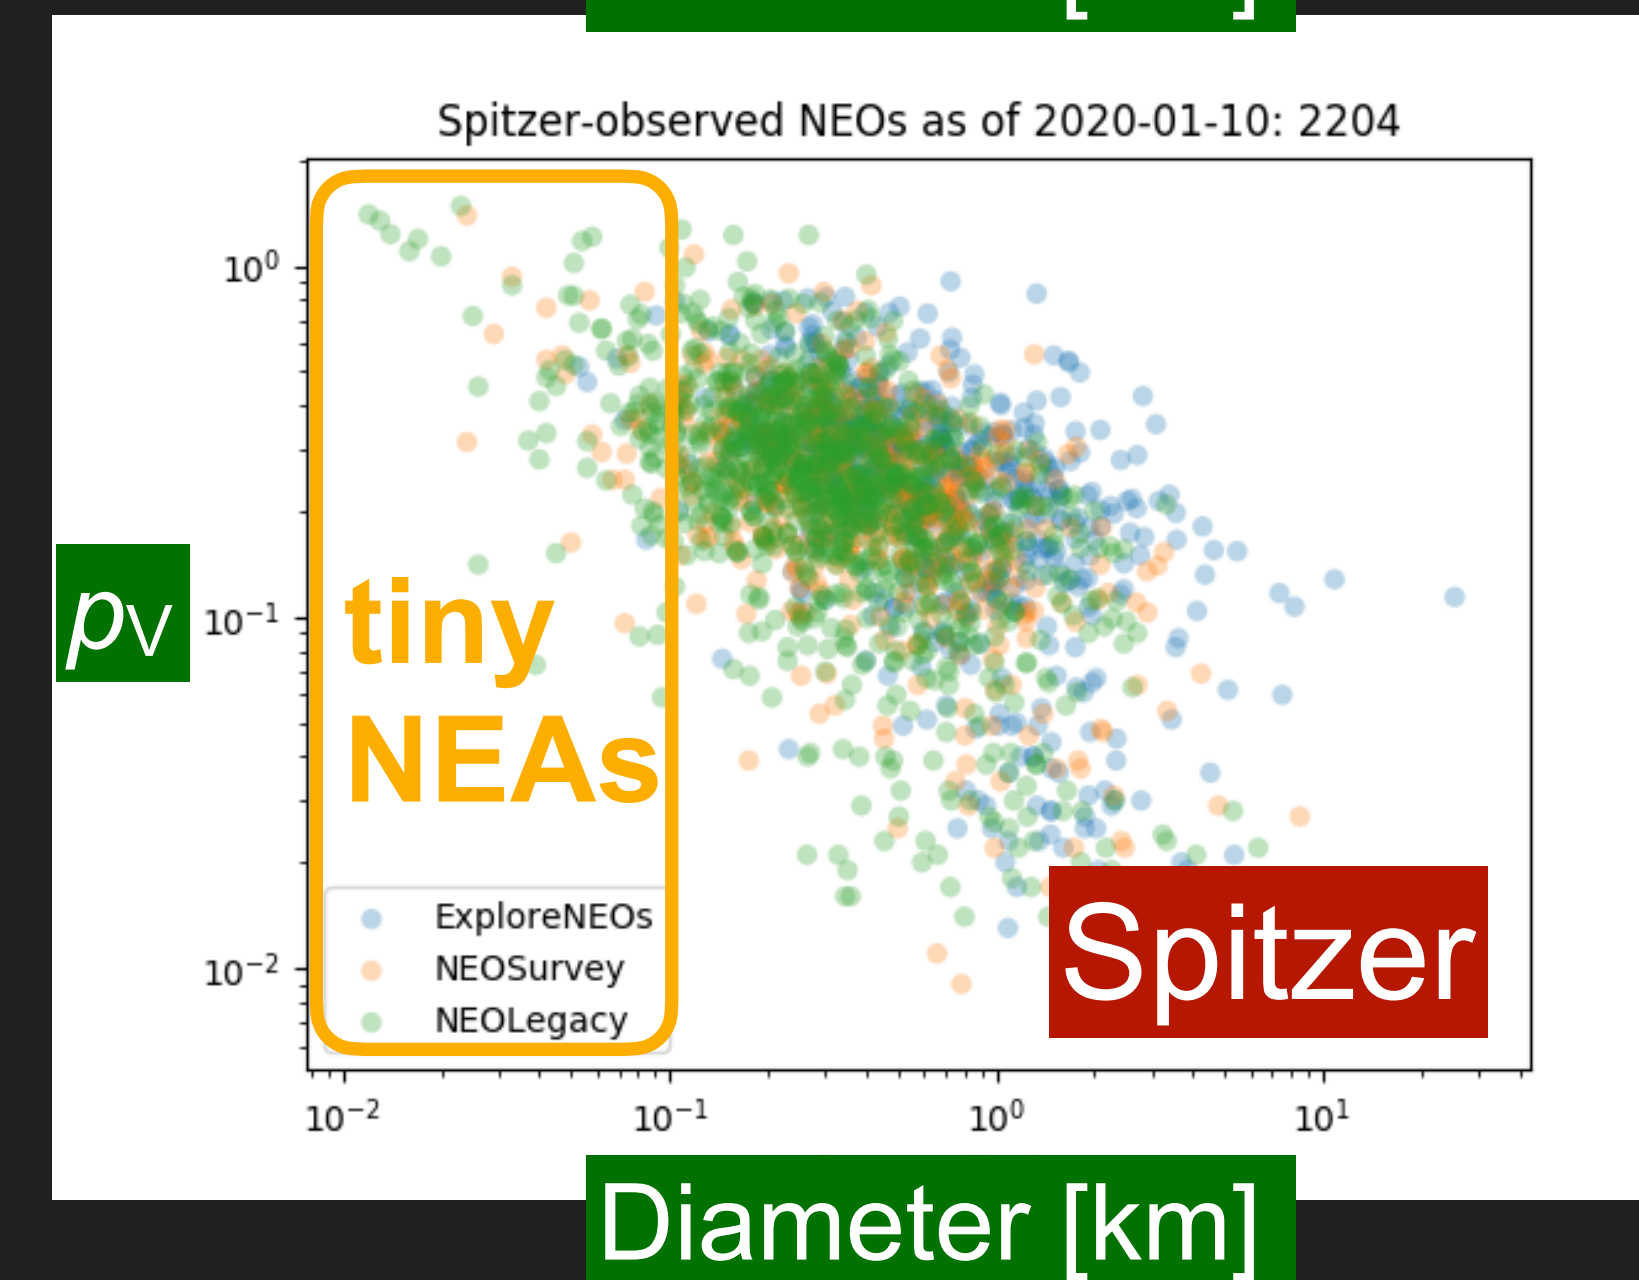 Spitzer-observed NEOs as of 2020-01-10: 2204
10⁰
10⁻¹
10⁻²
pV
tiny
NEAs
ExploreNEOs
NEOSurvey
NEOLegacy
Spitzer
10⁻² 10⁻¹ 10⁰ 10¹
Diameter [km]